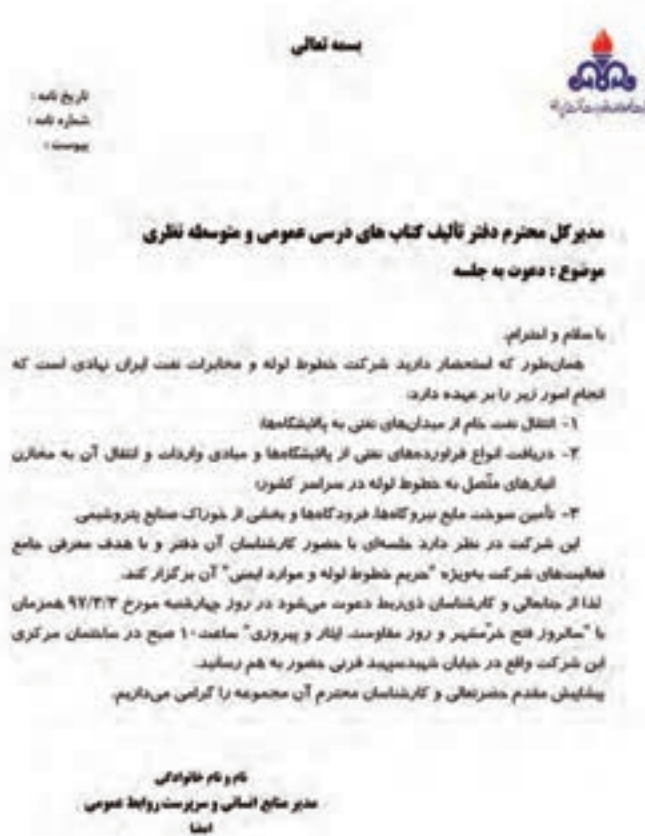 بسمه تعالی
تاریخ نامه :
شماره نامه :
پیوست :
مدیرکل محترم دفتر تألیف کتاب های درسی عمومی و متوسطه نظری
موضوع : دعوت به جلسه
با سلام و احترام،
همان‌طور که استحضار دارید شرکت خطوط لوله و مخابرات نفت ایران نهادی است که
انجام امور زیر را بر عهده دارد:
۱- انتقال نفت خام از میدان‌های نفتی به پالایشگاه‌ها؛
۲- دریافت انواع فراورده‌های نفتی از پالایشگاه‌ها و مبادی واردات و انتقال آن به مخازن
انبارهای متّصل به خطوط لوله در سراسر کشور؛
۳- تأمین سوخت مایع نیروگاه‌ها، فرودگاه‌ها و بخشی از خوراک صنایع پتروشیمی.
این شرکت در نظر دارد جلسه‌ای با حضور کارشناسان آن دفتر و با هدف معرفی جامع
فعالیت‌های شرکت به‌ویژه "حریم خطوط لوله و موارد ایمنی" آن برگزار کند.
لذا از جنابعالی و کارشناسان ذی‌ربط دعوت می‌شود در روز چهارشنبه مورخ ۹۷/۳/۳ همزمان
با "سالروز فتح خرّمشهر و روز مقاومت، ایثار و پیروزی" ساعت ۱۰ صبح در ساختمان مرکزی
این شرکت واقع در خیابان شهیدسپهبد قرنی حضور به هم رسانید.
پیشاپیش مقدم حضرتعالی و کارشناسان محترم آن مجموعه را گرامی می‌داریم.
نام و نام خانوادگی
مدیر منابع انسانی و سرپرست روابط عمومی
امضا